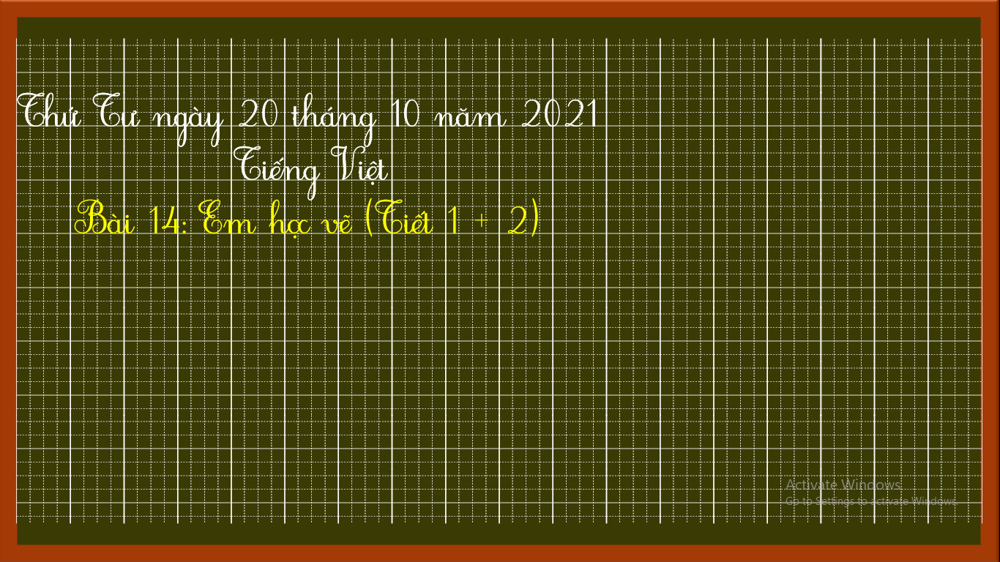 Thứ Tư ngày 20 tháng 10 năm 2021
Tiếng Việt
Bài 14: Em học vẽ (Tiết 1 + 2)
Activate Windows
Go to Settings to activate Windows.